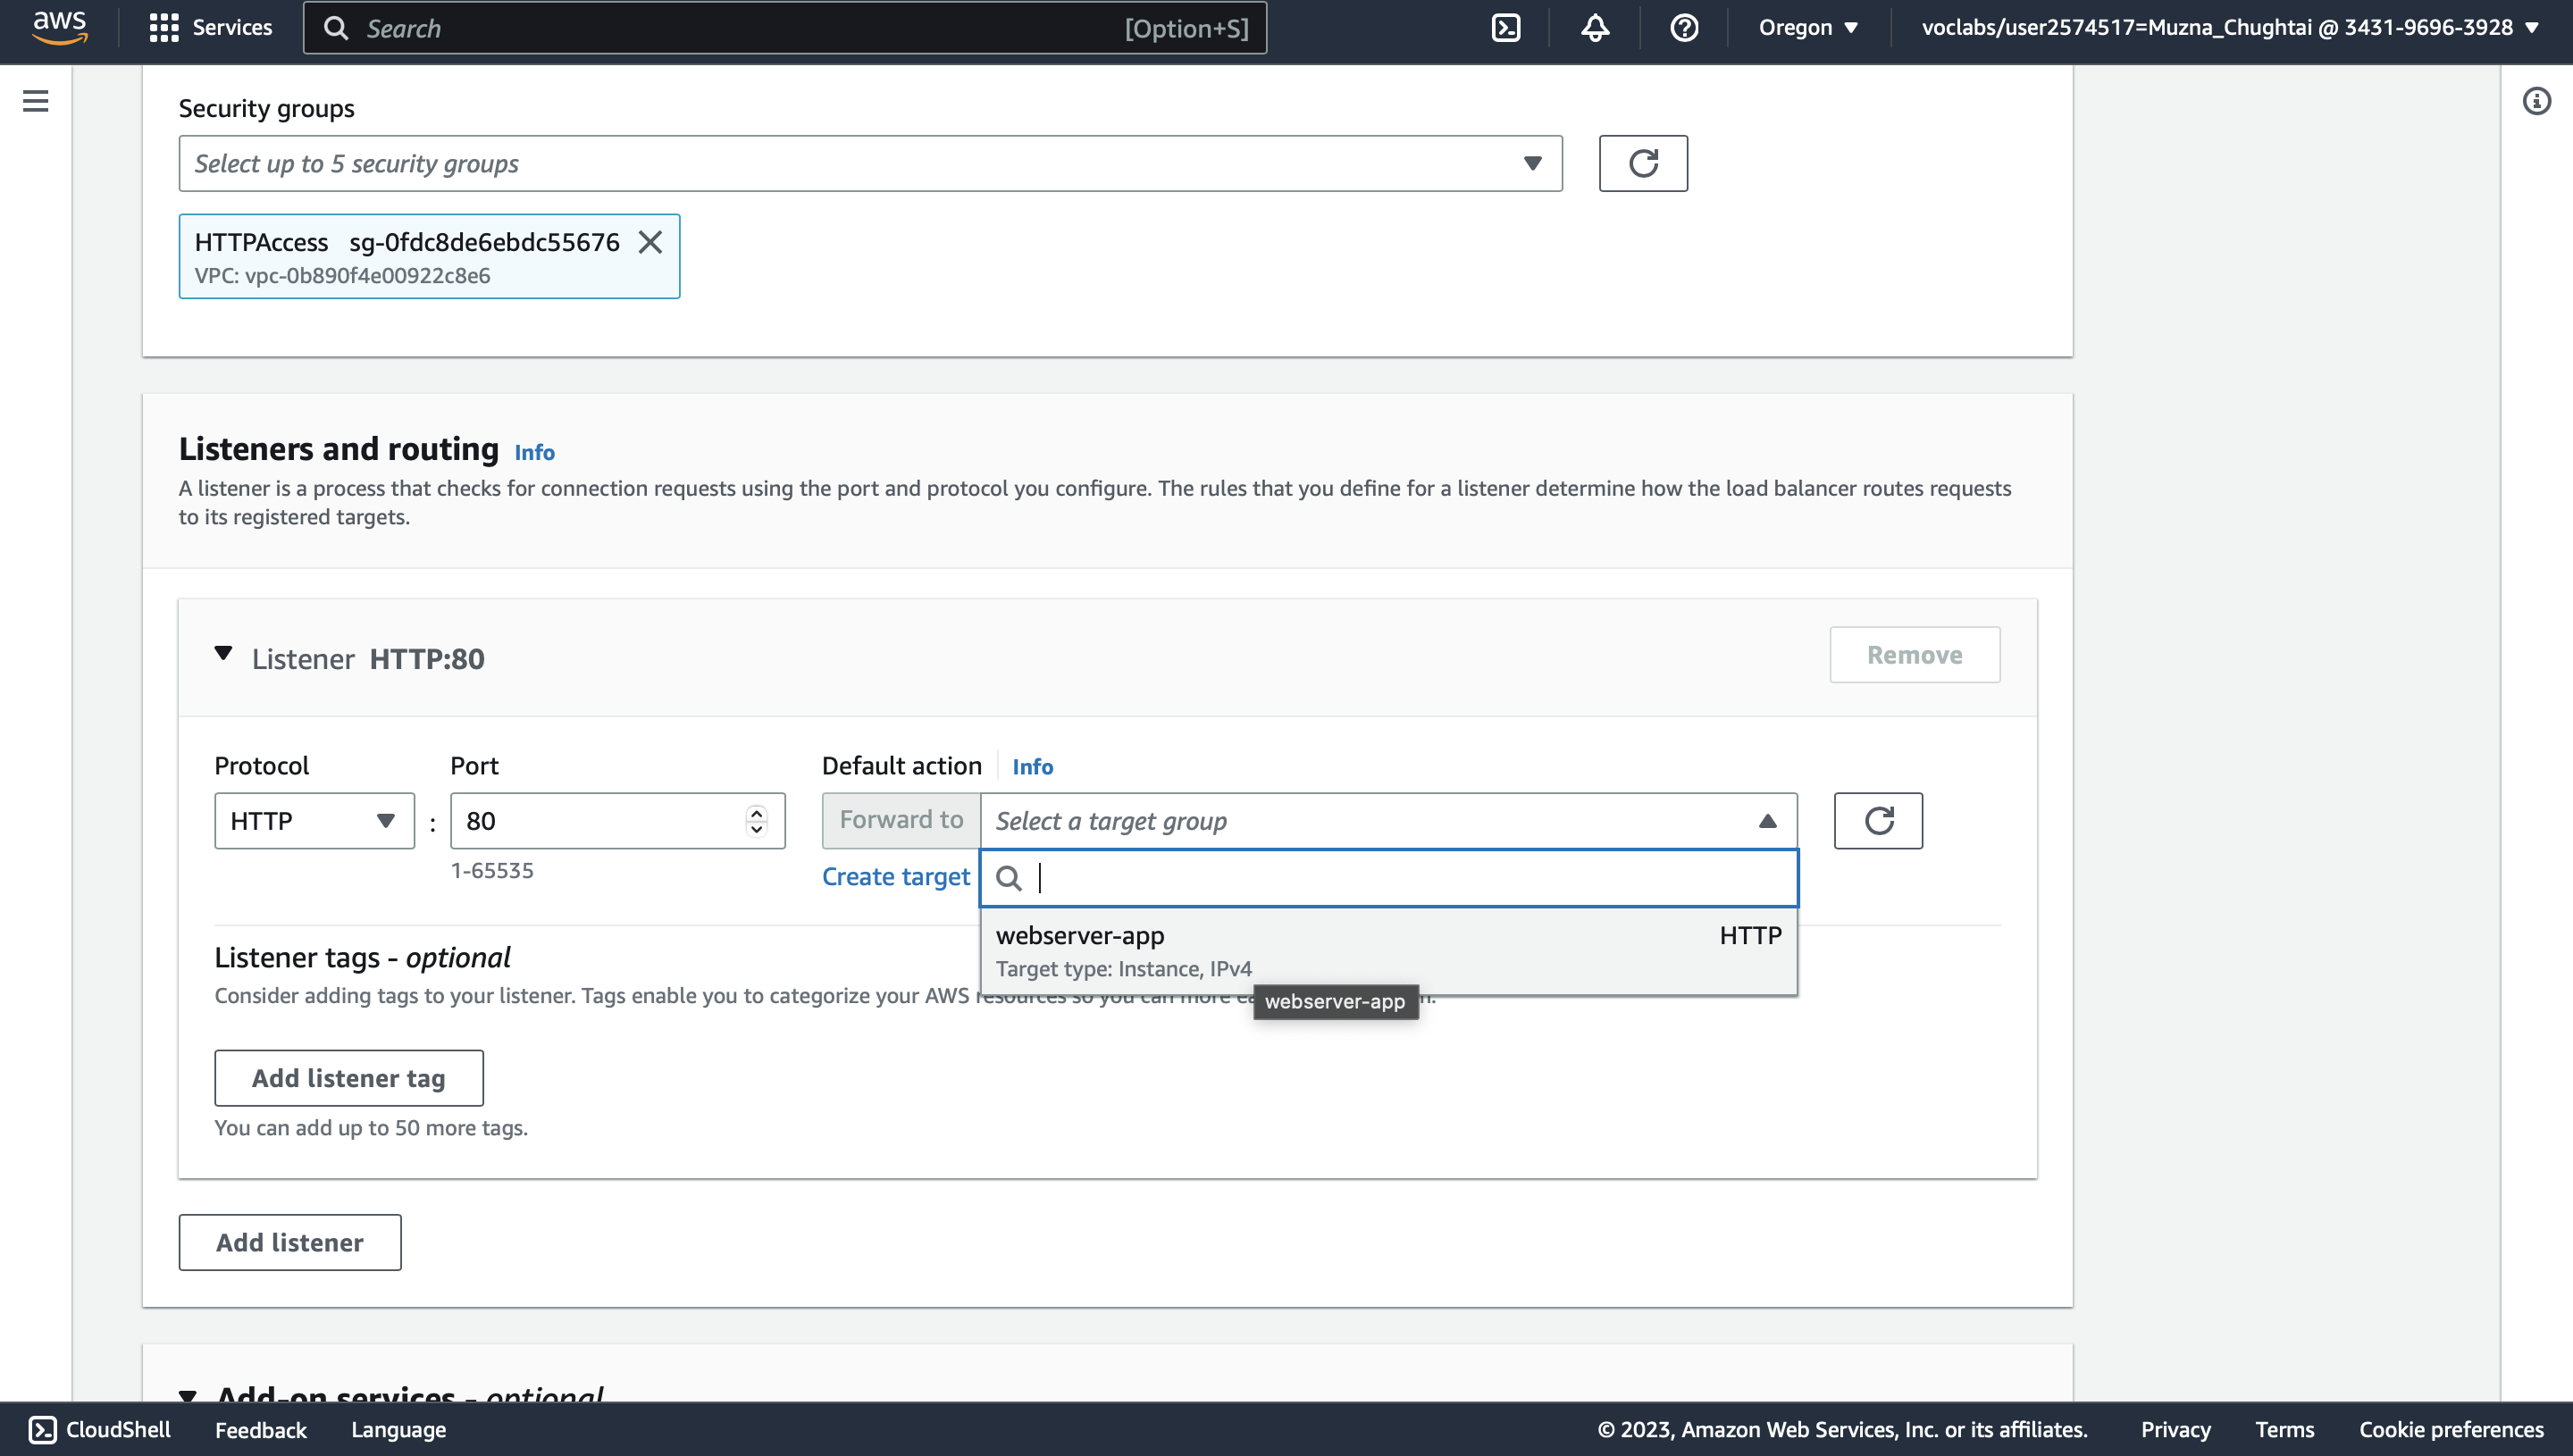 aws
Services
Search
[Option+S]
Oregon
voclabs/user2574517=Muzna_Chughtai @ 3431-9696-3928
Security groups
Select up to 5 security groups
HTTPAccess sg-0fdc8de6ebdc55676
VPC: vpc-0b890f4e00922c8e6
Listeners and routing Info
A listener is a process that checks for connection requests using the port and protocol you configure. The rules that you define for a listener determine how the load balancer routes requests
to its registered targets.
Listener HTTP:80
Remove
Protocol
Port
Default action
Info
HTTP
:
80
Forward to
Select a target group
1-65535
Create target
webserver-app
HTTP
Target type: Instance, IPv4
Listener tags - optional
Consider adding tags to your listener. Tags enable you to categorize your AWS resources so you can more
webserver-app
Add listener tag
You can add up to 50 more tags.
Add listener
Add-on services - optional
CloudShell
Feedback
Language
© 2023, Amazon Web Services, Inc. or its affiliates.
Privacy
Terms
Cookie preferences